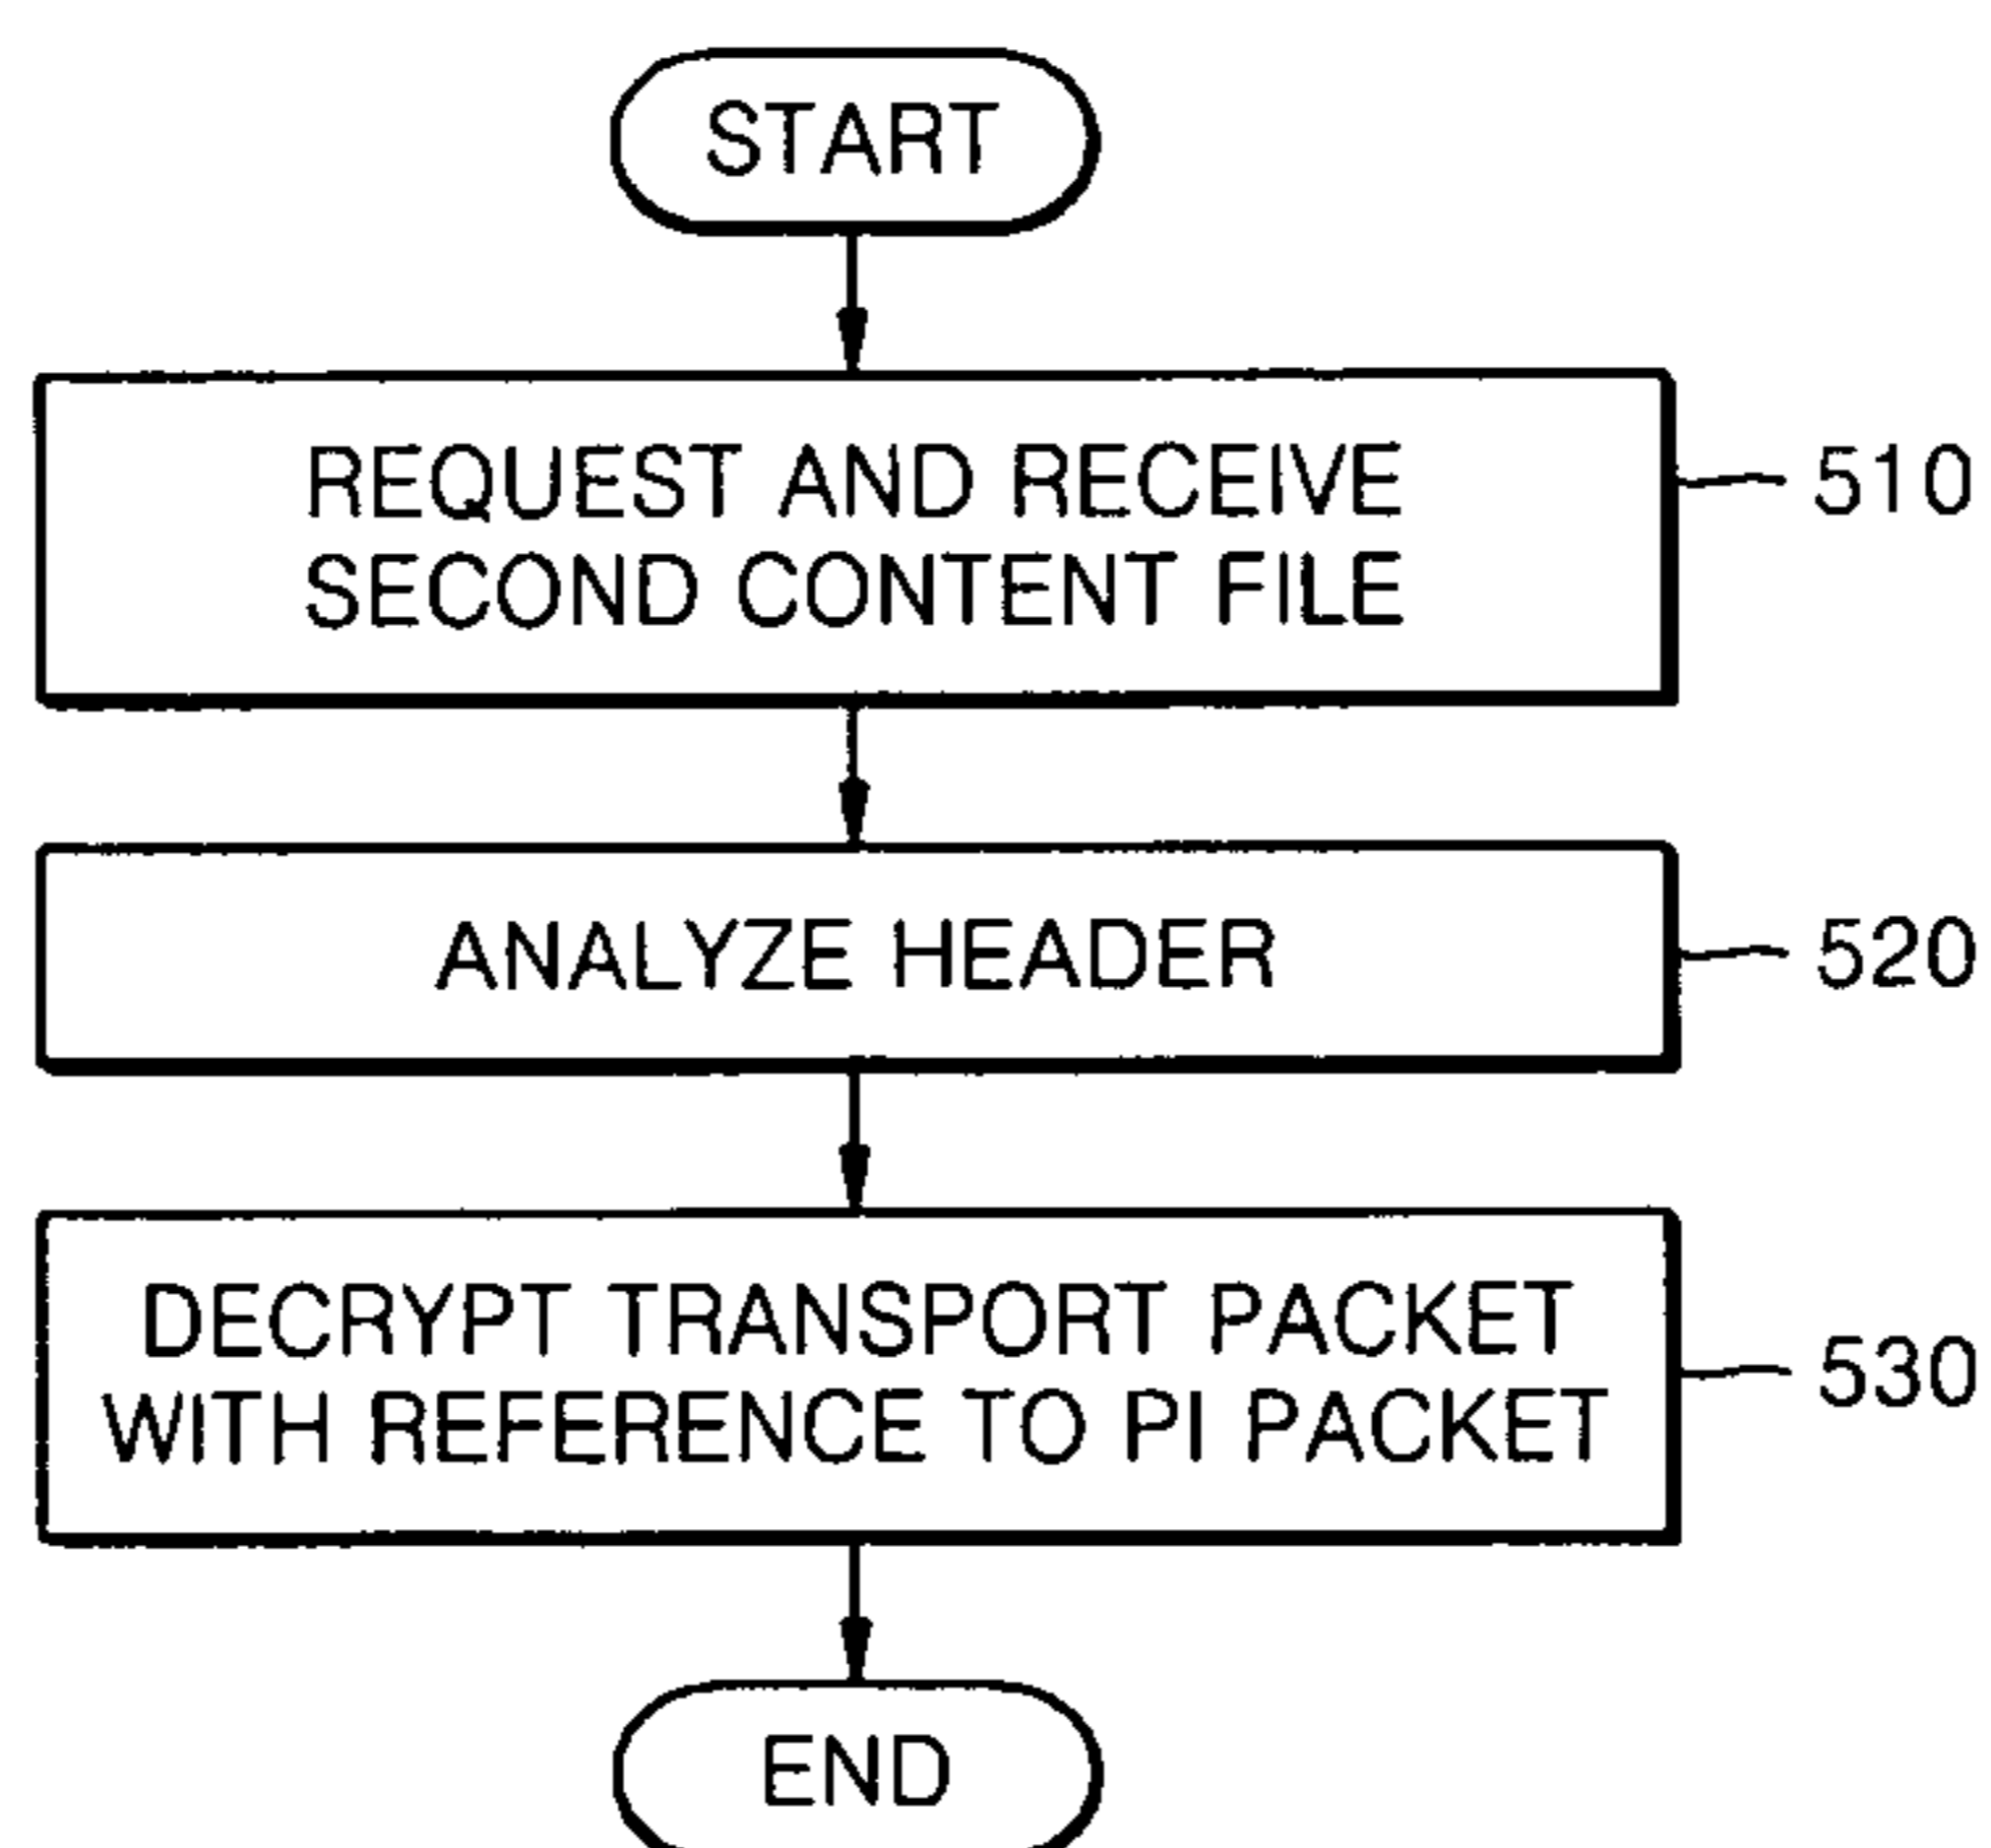 START
REQUEST AND RECEIVE
SECOND CONTENT FILE
510
ANALYZE HEADER
520
DECRYPT TRANSPORT PACKET
WITH REFERENCE TO PI PACKET
530
END